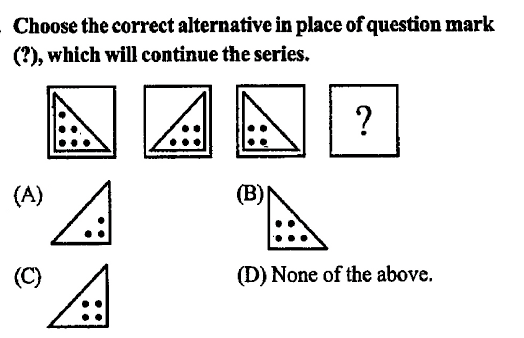 Choose the correct alternative in place of question mark
(?), which will continue the series.
?
(A)
(B)
(C)
(D) None of the above.